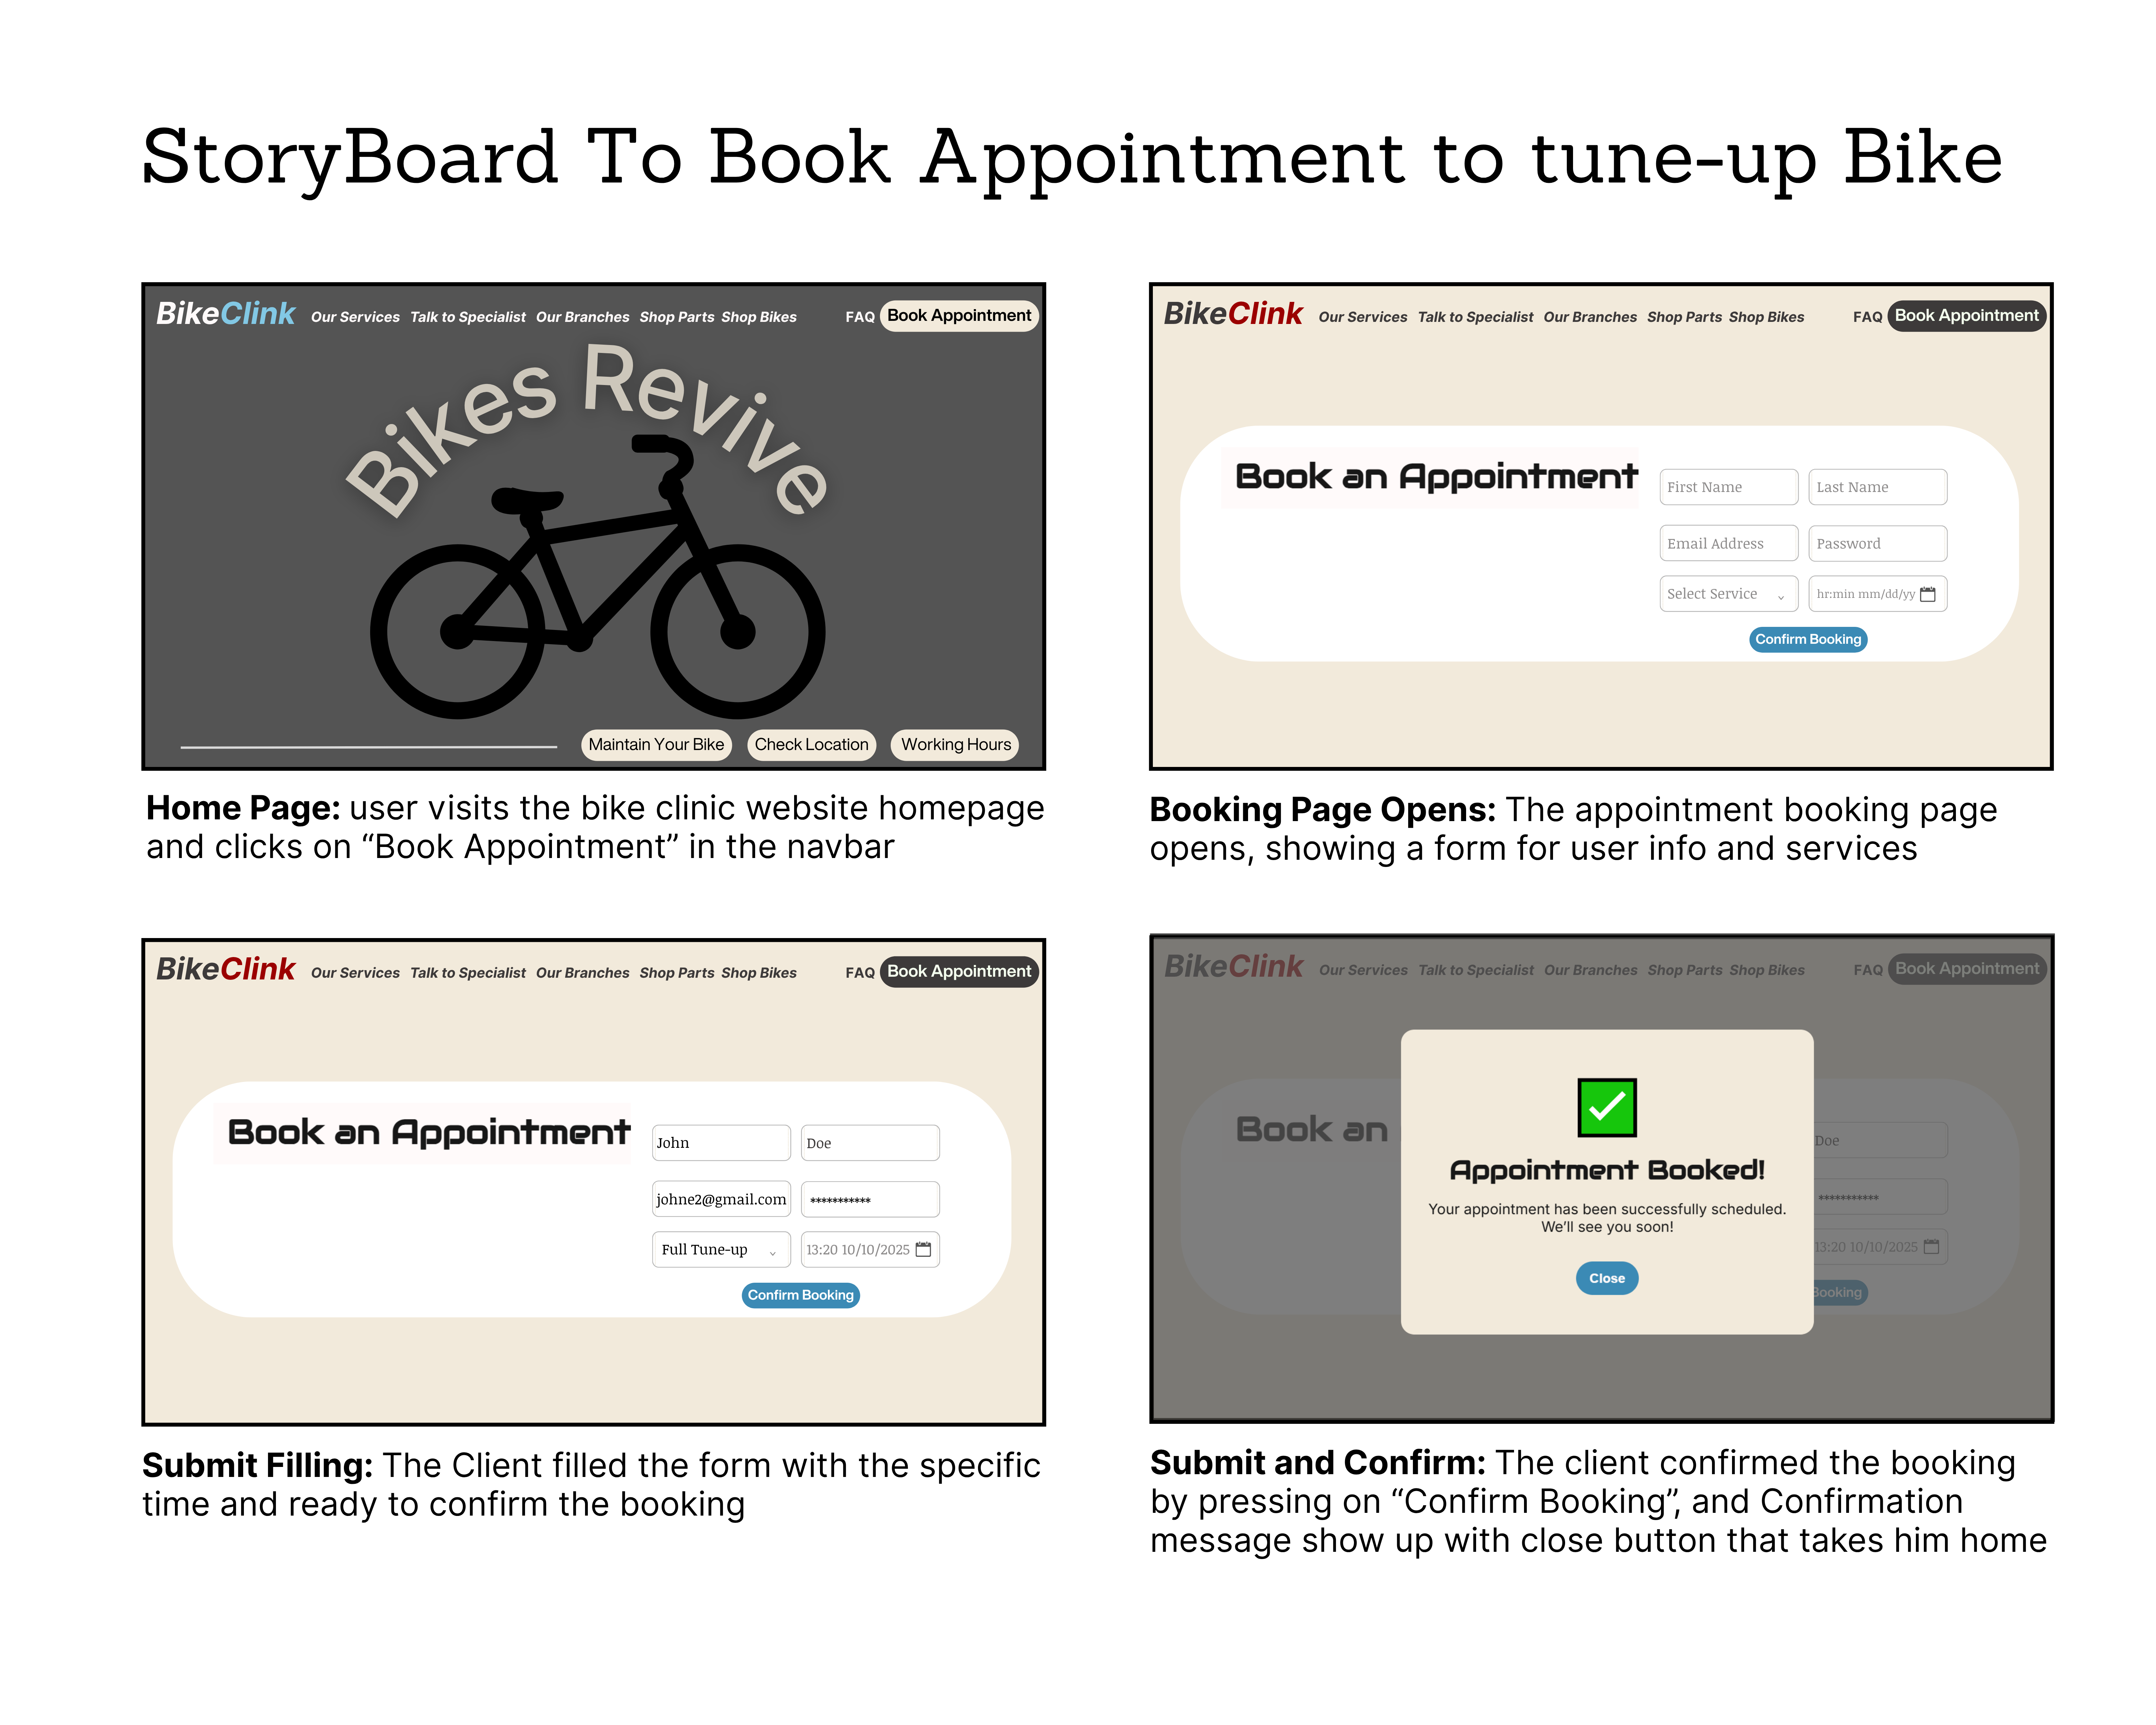 StoryBoard To Book Appointment to tune-up Bike
BikeClink Our Services Talk to Specialist Our Branches Shop Parts Shop Bikes FAQ Book Appointment
Bikes Revive
Maintain Your Bike Check Location Working Hours
Home Page: user visits the bike clinic website homepage
and clicks on “Book Appointment” in the navbar
BikeClink Our Services Talk to Specialist Our Branches Shop Parts Shop Bikes FAQ Book Appointment
Book an Appointment
First Name Last Name
Email Address Password
Select Service hr:min mm/dd/yy
Confirm Booking
Booking Page Opens: The appointment booking page
opens, showing a form for user info and services
BikeClink Our Services Talk to Specialist Our Branches Shop Parts Shop Bikes FAQ Book Appointment
Book an Appointment
John Doe
johne2@gmail.com ***********
Full Tune-up 13:20 10/10/2025
Confirm Booking
Submit Filling: The Client filled the form with the specific
time and ready to confirm the booking
BikeClink Our Services Talk to Specialist Our Branches Shop Parts Shop Bikes FAQ Book Appointment
Book an
Doe
***********
13:20 10/10/2025
Booking
Appointment Booked!
Your appointment has been successfully scheduled.
We’ll see you soon!
Close
Submit and Confirm: The client confirmed the booking
by pressing on “Confirm Booking”, and Confirmation
message show up with close button that takes him home